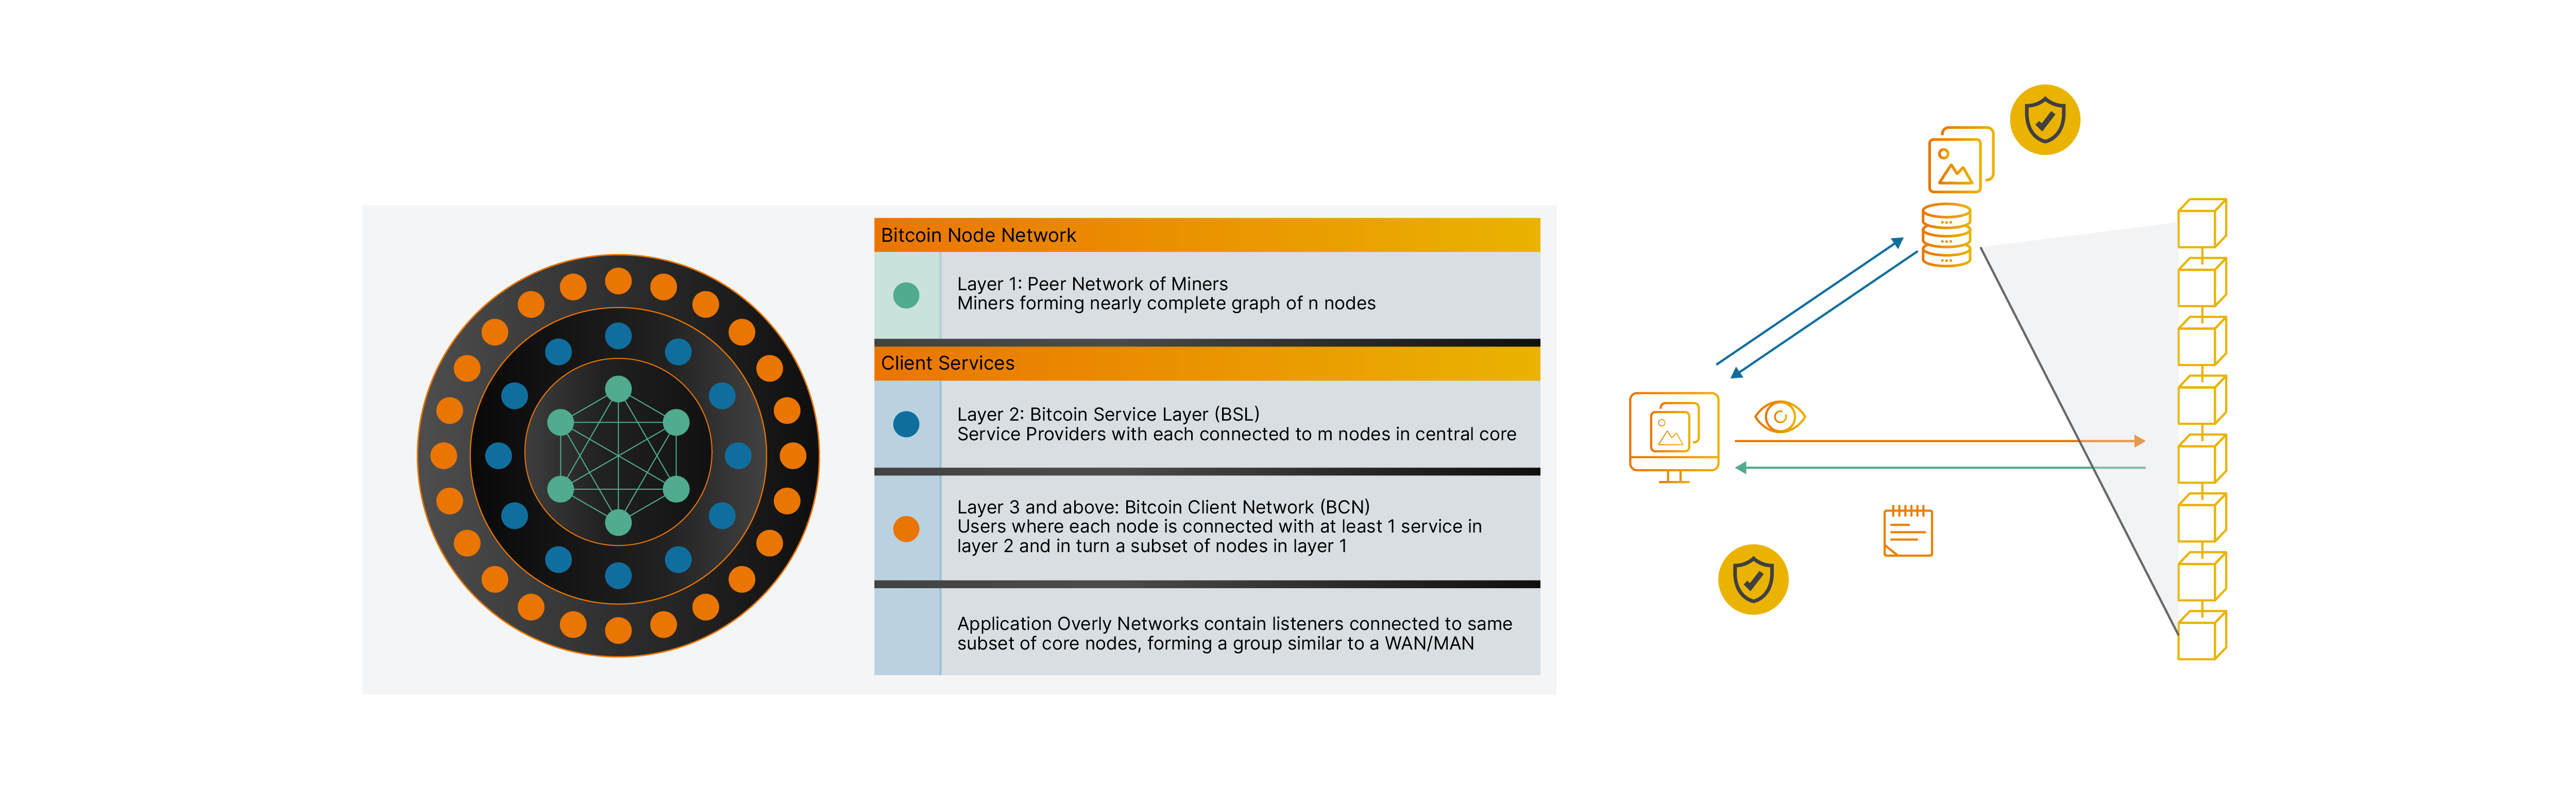 Bitcoin Node Network
Layer 1: Peer Network of Miners
Miners forming nearly complete graph of n nodes
Client Services
Layer 2: Bitcoin Service Layer (BSL)
Service Providers with each connected to m nodes in central core
Layer 3 and above: Bitcoin Client Network (BCN)
Users where each node is connected with at least 1 service in
layer 2 and in turn a subset of nodes in layer 1
Application Overly Networks contain listeners connected to same
subset of core nodes, forming a group similar to a WAN/MAN